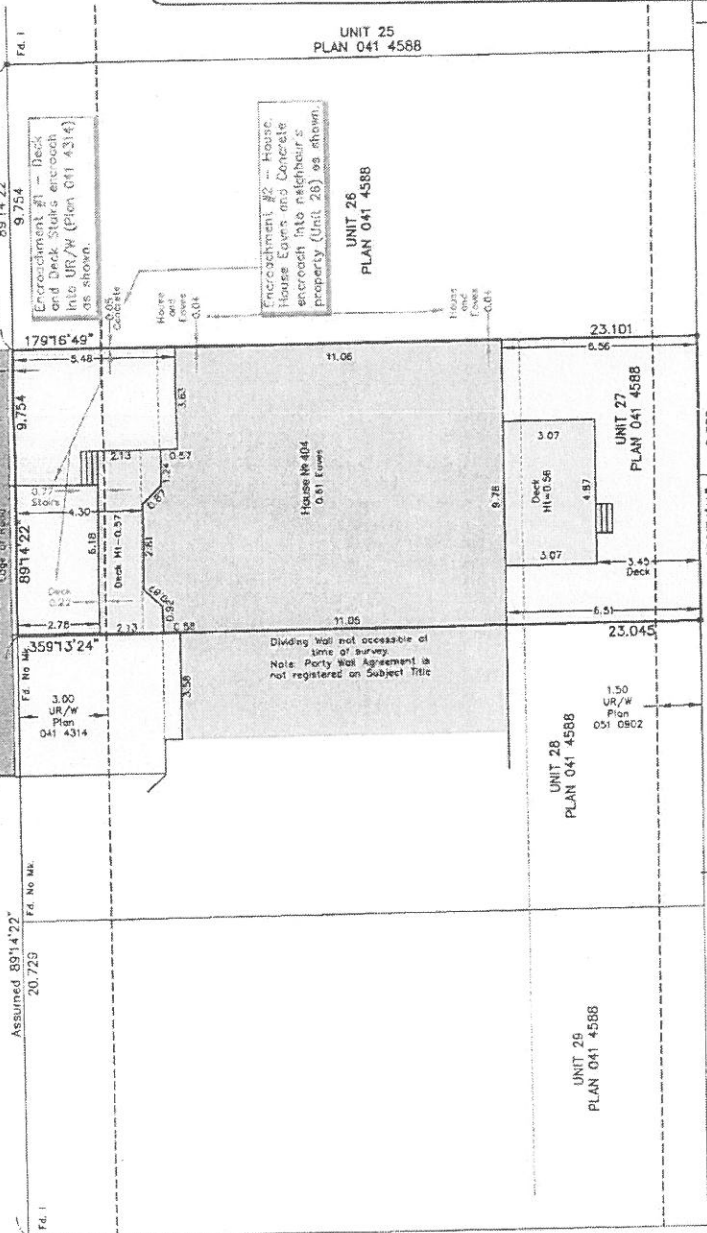 UNIT 25
PLAN 041 4588
Fd. I
89°14'22"
9.754
Encroachment #1 – Deck
and Deck Stairs encroach
into UR/W (Plan 041 4314)
as shown.
Encroachment #2 – House,
House Eaves and Concrete
encroach into neighbour's
property (Unit 26) as shown.
UNIT 26
PLAN 041 4588
0.05
Concrete
House
and
Eaves
0.04
House
and
Eaves
0.04
179°16'49"
23.101
5.48
11.06
6.56
9.754
3.63
2.13
0.52
1.24
0.87
0.77
Stairs
4.30
6.18
89°14'22"
Deck Ht=0.57
2.81
Deck
0.22
2.78
2.13
0.92
House No 404
0.61 Eaves
9.78
3.07
Deck
Ht=0.56
4.87
3.07
3.45
Deck
6.51
UNIT 27
PLAN 041 4588
Edge of Road
359°13'24"
11.05
23.045
Fd. No Mk.
3.00
UR/W
Plan
041 4314
3.58
Dividing Wall not accessible at
time of survey.
Note: Party Wall Agreement is
not registered on Subject Title
1.50
UR/W
Plan
051 0902
UNIT 28
PLAN 041 4588
Assumed 89°14'22"
Fd. No Mk.
20.729
Fd. I
UNIT 29
PLAN 041 4588